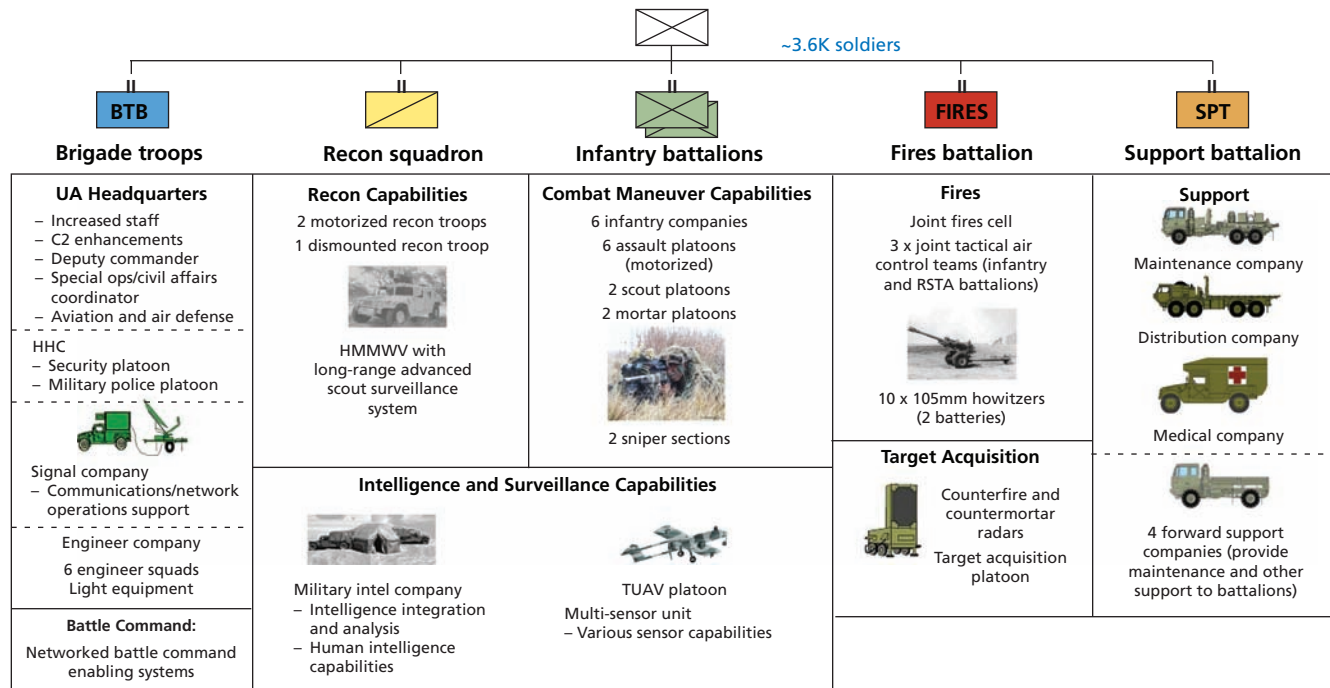 ~3.6K soldiers
BTB
Brigade troops
Recon squadron
Infantry battalions
FIRES
Fires battalion
SPT
Support battalion
UA Headquarters
– Increased staff
– C2 enhancements
– Deputy commander
– Special ops/civil affairs
coordinator
– Aviation and air defense
HHC
– Security platoon
– Military police platoon
Signal company
– Communications/network
operations support
Engineer company
6 engineer squads
Light equipment
Battle Command:
Networked battle command
enabling systems
Recon Capabilities
2 motorized recon troops
1 dismounted recon troop
HMMWV with
long-range advanced
scout surveillance
system
Combat Maneuver Capabilities
6 infantry companies
6 assault platoons
(motorized)
2 scout platoons
2 mortar platoons
2 sniper sections
Intelligence and Surveillance Capabilities
Military intel company
– Intelligence integration
and analysis
– Human intelligence
capabilities
TUAV platoon
Multi-sensor unit
– Various sensor capabilities
Fires
Joint fires cell
3 x joint tactical air
control teams (infantry
and RSTA battalions)
10 x 105mm howitzers
(2 batteries)
Target Acquisition
Counterfire and
countermortar
radars
Target acquisition
platoon
Support
Maintenance company
Distribution company
Medical company
4 forward support
companies (provide
maintenance and other
support to battalions)